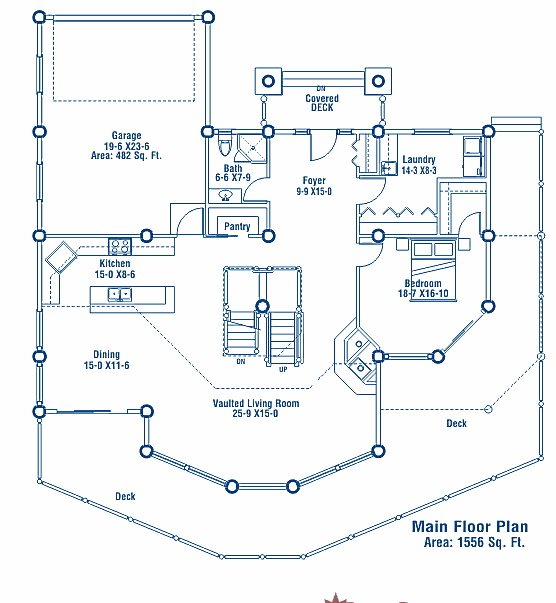 DN
Covered
DECK
Garage
19-6 X23-6
Area: 482 Sq. Ft.
Bath
6-6 X7-9
Foyer
9-9 X15-0
Laundry
14-3 X8-3
Pantry
Kitchen
15-0 X8-6
Bedroom
18-7 X16-10
Dining
15-0 X11-6
DN
UP
Vaulted Living Room
25-9 X15-0
Deck
Deck
Main Floor Plan
Area: 1556 Sq. Ft.